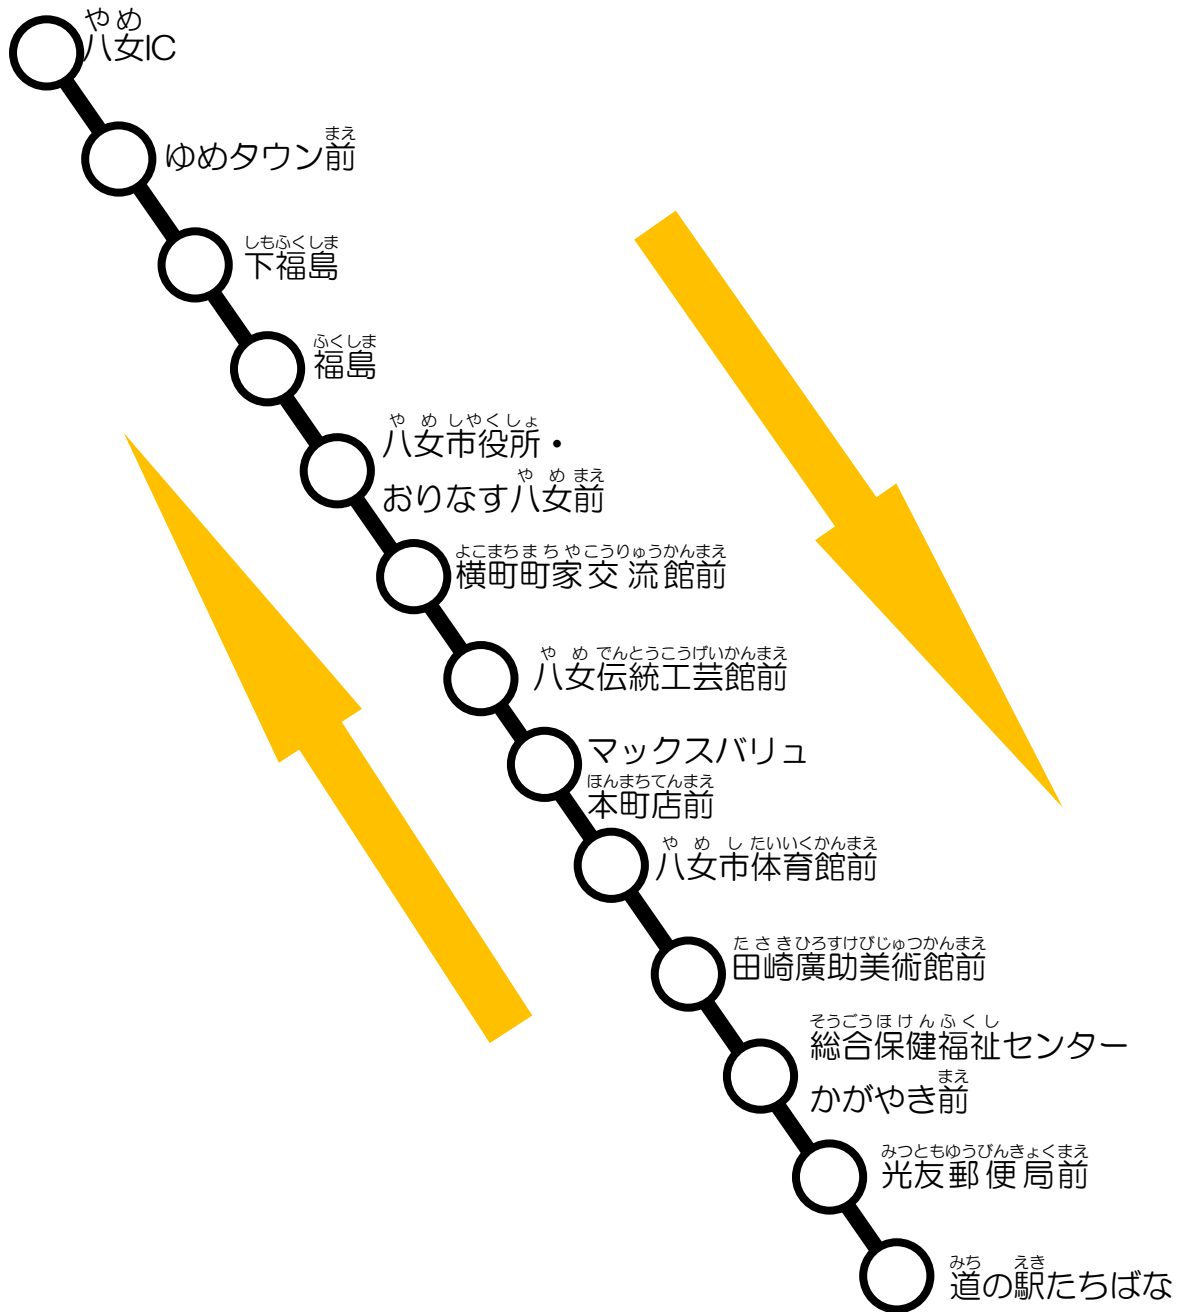 やめ
八女IC
まえ
ゆめタウン前
しもふくしま
下福島
ふくしま
福島
やめしやくしょ
八女市役所・
やめまえ
おりなす八女前
よこまちまちやこうりゅうかんまえ
横町町家交流館前
やめでんとうこうげいかんまえ
八女伝統工芸館前
マックスバリュ
ほんまちてんまえ
本町店前
やめしたいいくかんまえ
八女市体育館前
たさきひろすけびじゅつかんまえ
田崎廣助美術館前
そうごうほけんふくし
総合保健福祉センター
まえ
かがやき前
みつともゆうびんきょくまえ
光友郵便局前
みち えき
道の駅たちばな